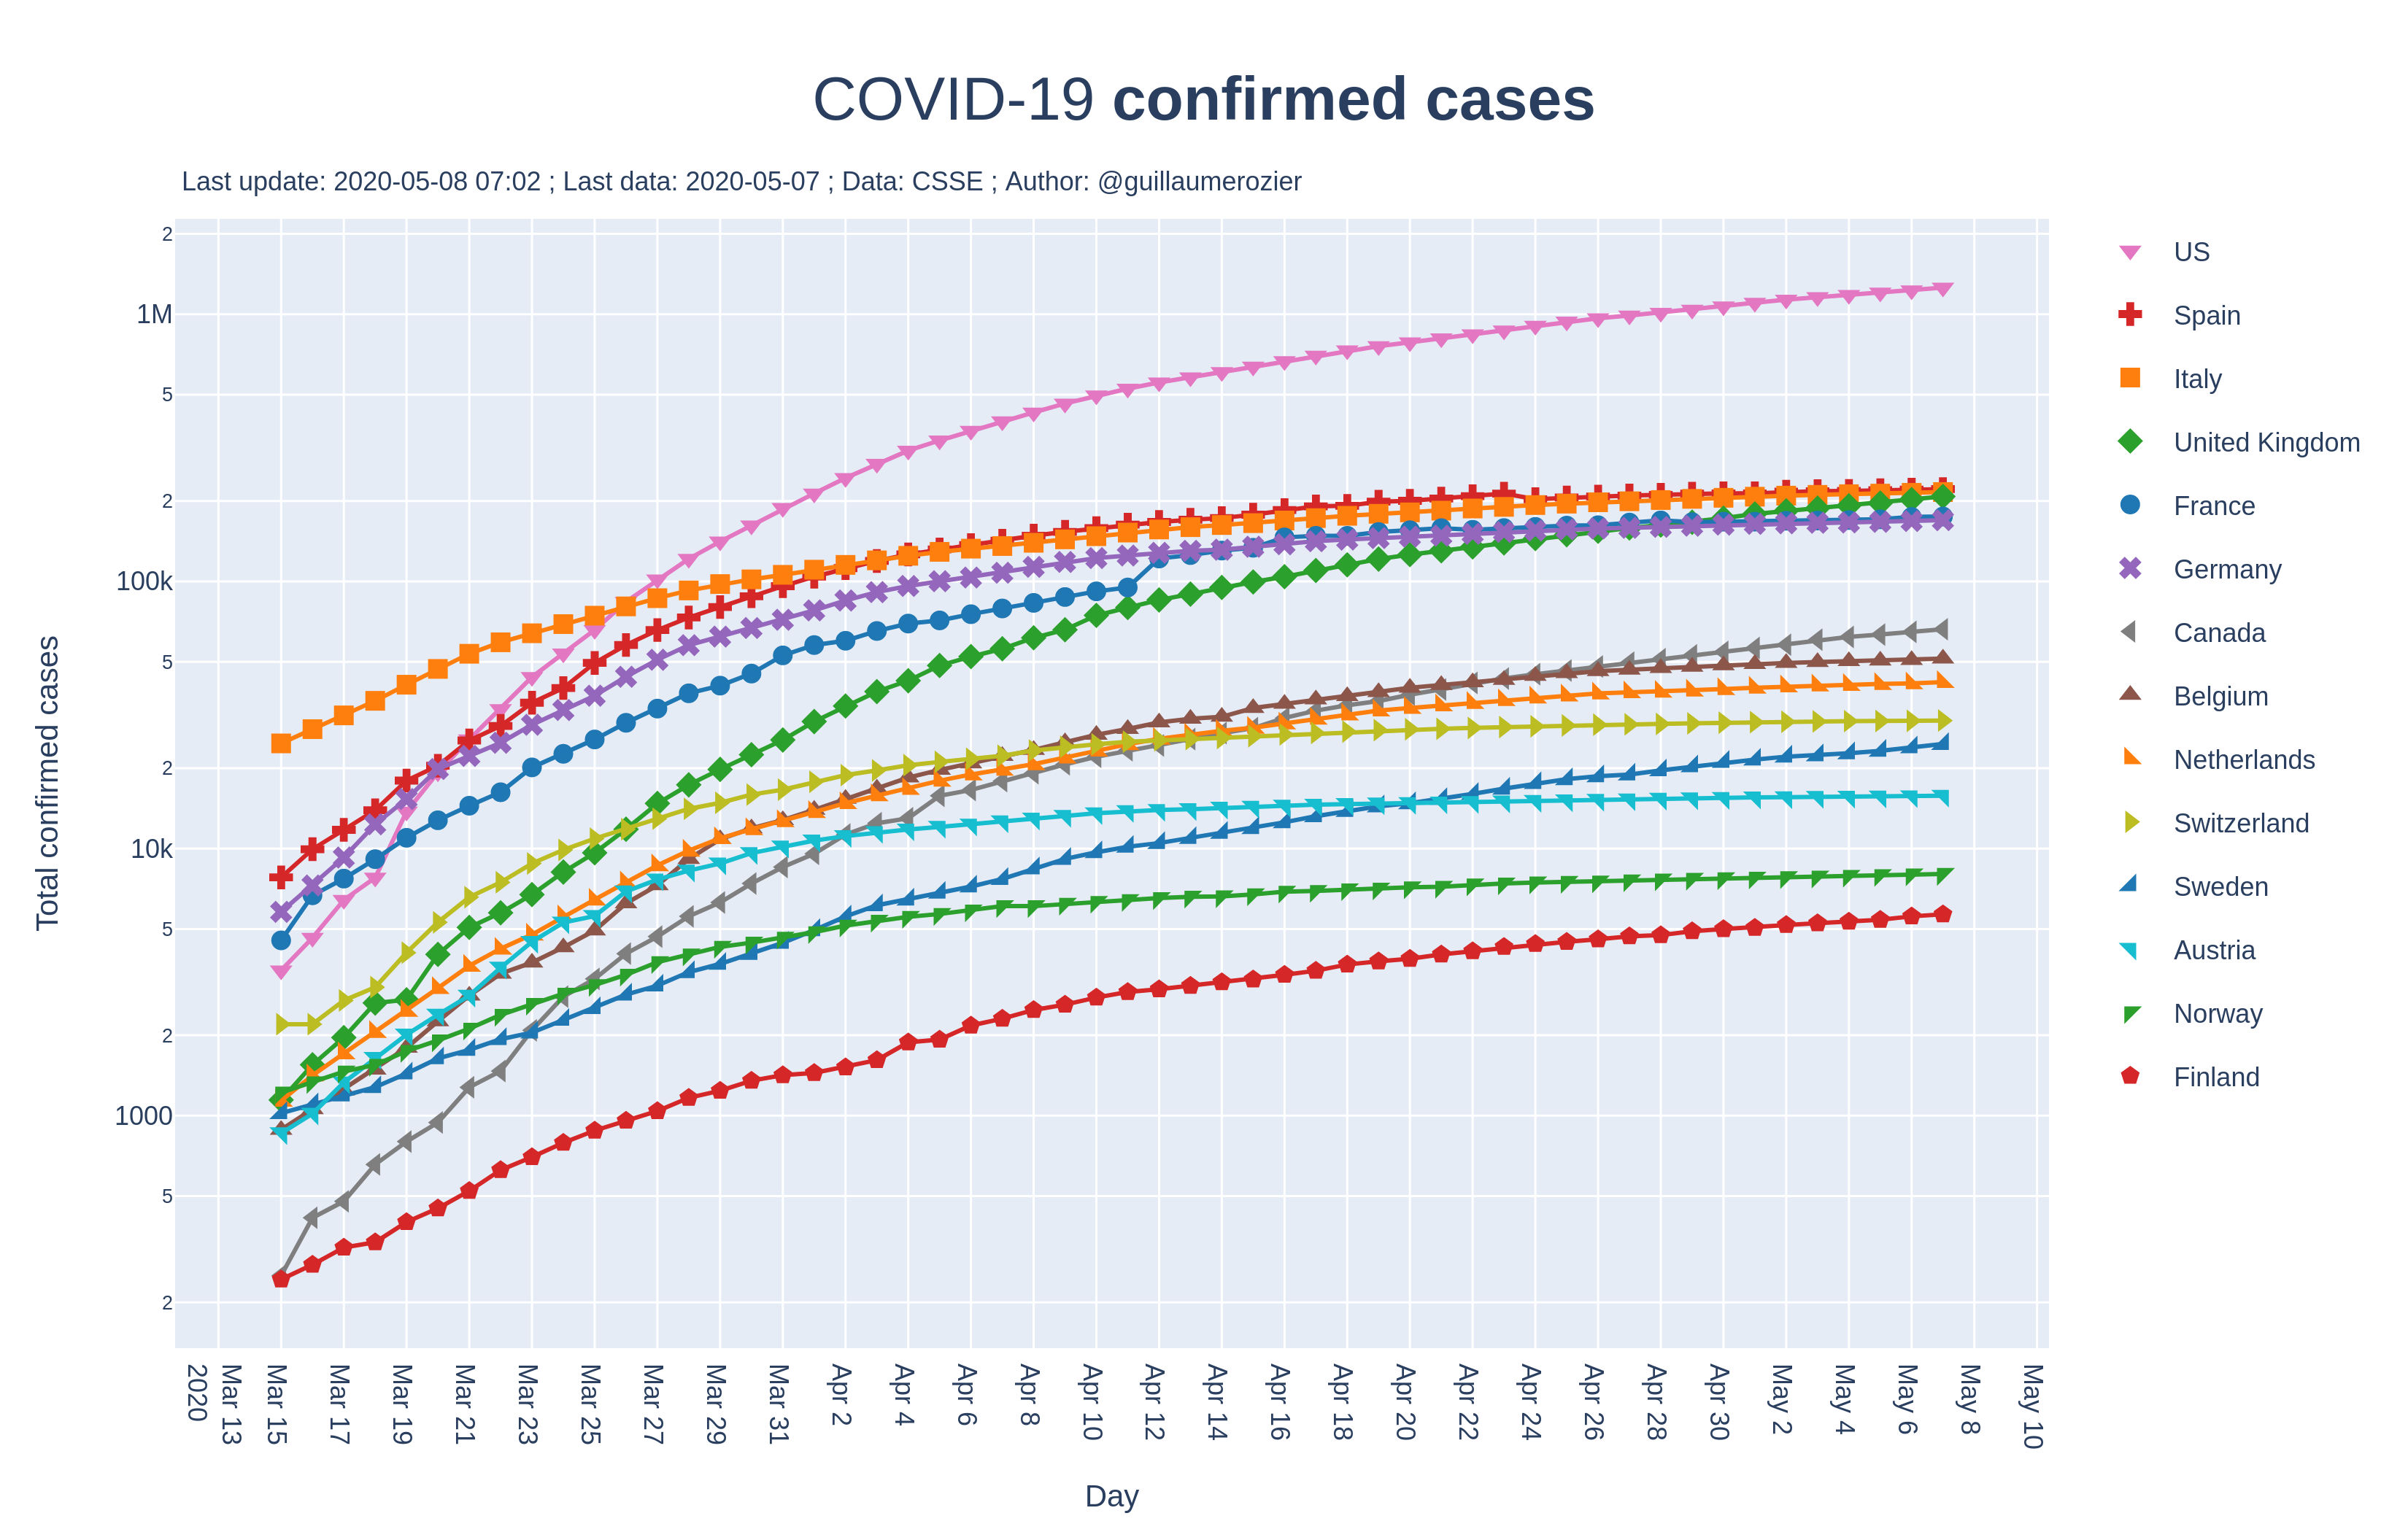 COVID-19 confirmed cases
Last update: 2020-05-08 07:02 ; Last data: 2020-05-07 ; Data: CSSE ; Author: @guillaumerozier
Total confirmed cases
2
1M
5
2
100k
5
2
10k
5
2
1000
5
2
Mar 13
2020
Mar 15
Mar 17
Mar 19
Mar 21
Mar 23
Mar 25
Mar 27
Mar 29
Mar 31
Apr 2
Apr 4
Apr 6
Apr 8
Apr 10
Apr 12
Apr 14
Apr 16
Apr 18
Apr 20
Apr 22
Apr 24
Apr 26
Apr 28
Apr 30
May 2
May 4
May 6
May 8
May 10
Day
US
Spain
Italy
United Kingdom
France
Germany
Canada
Belgium
Netherlands
Switzerland
Sweden
Austria
Norway
Finland